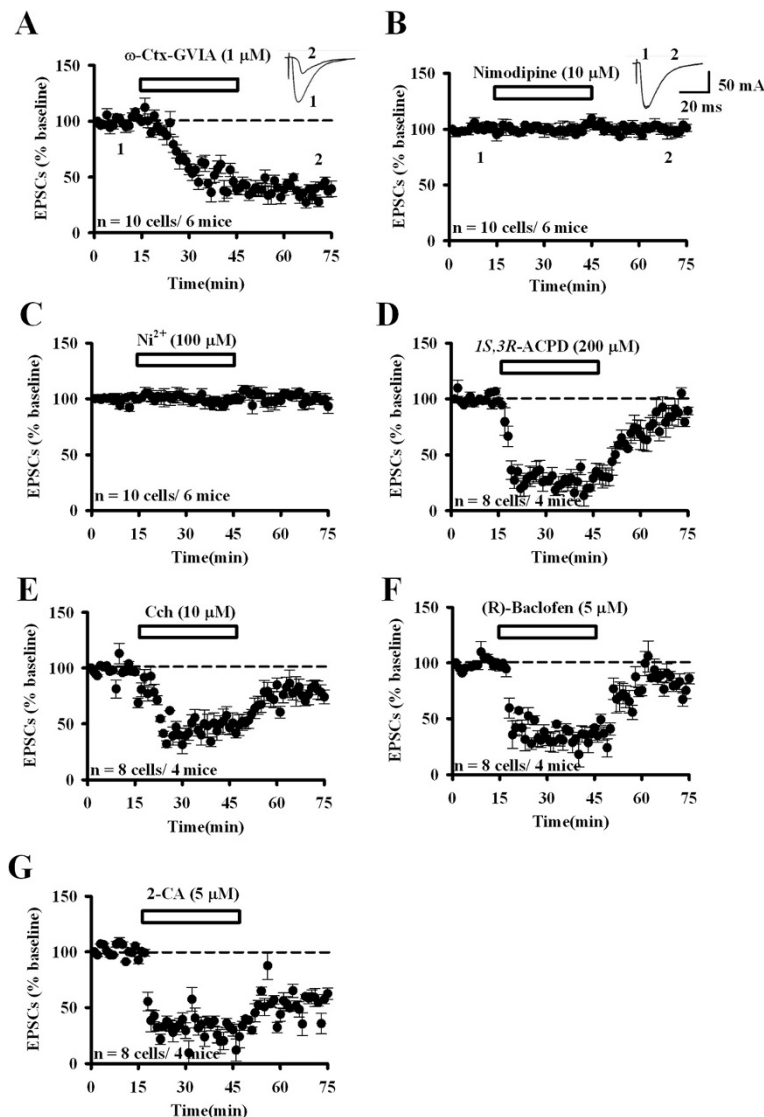 A
ω-Ctx-GVIA (1 μM)
2
1
150
100
50
0
1
2
n = 10 cells/ 6 mice
EPSCs (% baseline)
0 15 30 45 60 75
Time(min)
B
1 2
Nimodipine (10 μM)
50 mA
20 ms
150
100
50
0
1
2
n = 10 cells/ 6 mice
EPSCs (% baseline)
0 15 30 45 60 75
Time(min)
C
Ni²⁺ (100 μM)
150
100
50
0
n = 10 cells/ 6 mice
EPSCs (% baseline)
0 15 30 45 60 75
Time(min)
D
1S,3R-ACPD (200 μM)
150
100
50
0
n = 8 cells/ 4 mice
EPSCs (% baseline)
0 15 30 45 60 75
Time(min)
E
Cch (10 μM)
150
100
50
0
n = 8 cells/ 4 mice
EPSCs (% baseline)
0 15 30 45 60 75
Time(min)
F
(R)-Baclofen (5 μM)
150
100
50
0
n = 8 cells/ 4 mice
EPSCs (% baseline)
0 15 30 45 60 75
Time(min)
G
2-CA (5 μM)
150
100
50
0
n = 8 cells/ 4 mice
EPSCs (% baseline)
0 15 30 45 60 75
Time(min)